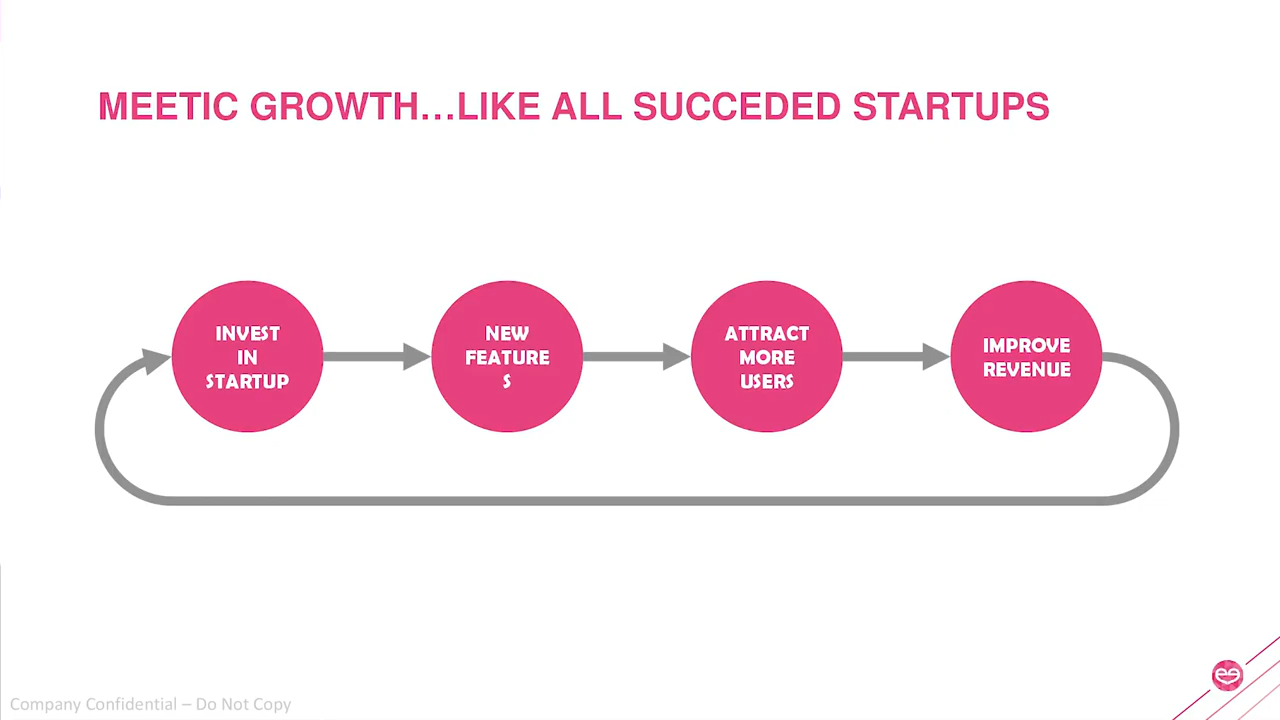 MEETIC GROWTH...LIKE ALL SUCCEDED STARTUPS
INVEST
IN
STARTUP
NEW
FEATURE
S
ATTRACT
MORE
USERS
IMPROVE
REVENUE
Company Confidential – Do Not Copy